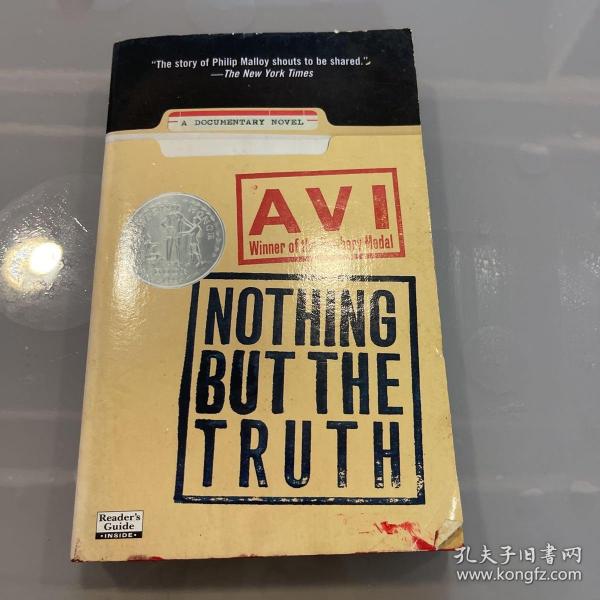 "The story of Philip Malloy shouts to be shared."
—The New York Times
A DOCUMENTARY NOVEL
AVI
Winner of the Newbery Medal
NOTHING
BUT THE
TRUTH
Reader's
Guide
•INSIDE•
孔夫子旧书网
www.kongfz.com